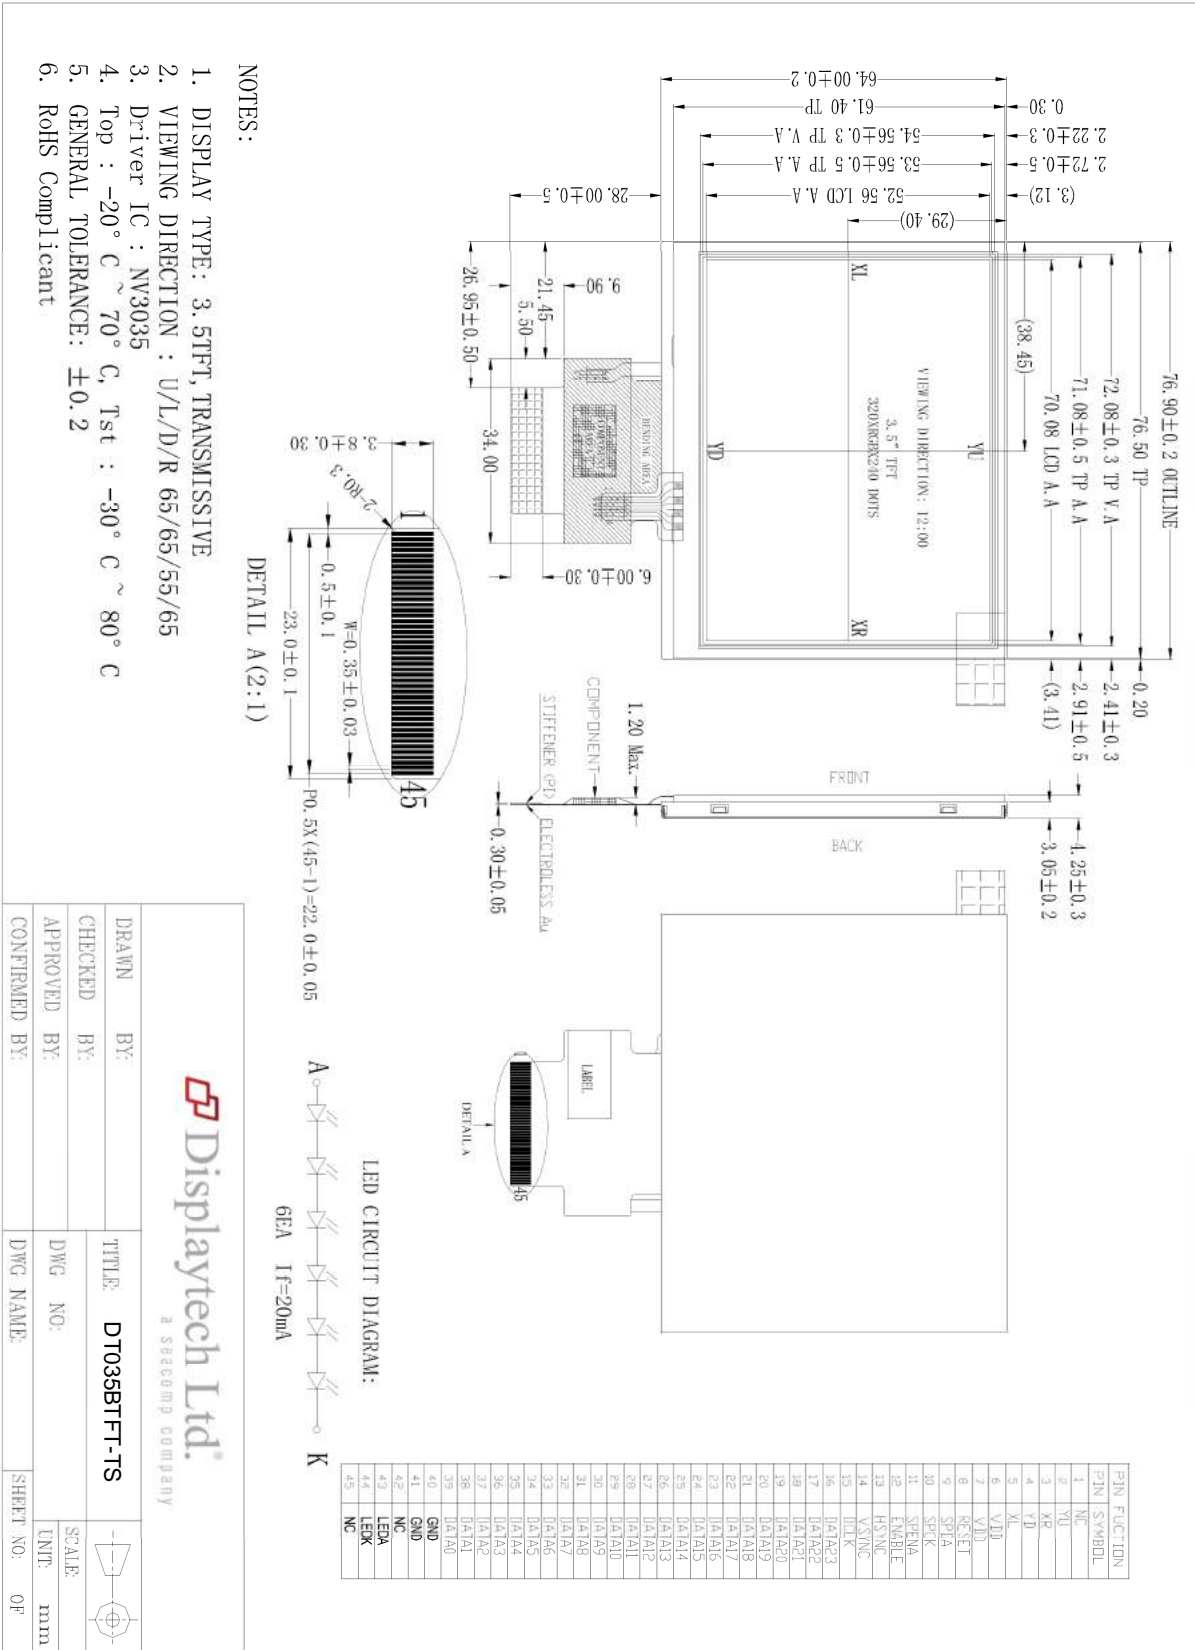 76.90±0.2 OUTLINE
76.50 TP
0.20
72.08±0.3 TP V.A
2.41±0.3
71.08±0.5 TP A.A
2.91±0.5
70.08 LCD A.A
(3.41)
(38.45)
64.00±0.2
61.40 TP
0.30
54.56±0.3 TP V.A
2.22±0.3
53.56±0.5 TP A.A
2.72±0.5
52.56 LCD A.A
(3.12)
(29.40)
28.00±0.5
XL
YU
XR
YD
VIEWING DIRECTION: 12:00
3.5" TFT
320XRGBX240 DOTS
BENDING AREA
COMPONENT
AREA
9.90
21.45
5.50
26.95±0.50
34.00
6.00±0.30
4.25±0.3
3.05±0.2
FRONT
BACK
1.20 Max.
COMPONENT
STIFFENER (PI)
ELECTROLESS Au
0.30±0.05
LABEL
45
DETAIL A
3.8±0.30
2-R0.3
1
45
W=0.35±0.03
0.5±0.1
P0.5X(45-1)=22.0±0.05
23.0±0.1
DETAIL A(2:1)
LED CIRCUIT DIAGRAM:
A
K
6EA If=20mA
PIN FUCTION
PIN SYMBOL
1 NC
2 YU
3 XR
4 YD
5 XL
6 VDD
7 VDD
8 RESET
9 SPDA
10 SPCK
11 SPENA
12 ENABLE
13 HSYNC
14 VSYNC
15 DCLK
16 DATA23
17 DATA22
18 DATA21
19 DATA20
20 DATA19
21 DATA18
22 DATA17
23 DATA16
24 DATA15
25 DATA14
26 DATA13
27 DATA12
28 DATA11
29 DATA10
30 DATA9
31 DATA8
32 DATA7
33 DATA6
34 DATA5
35 DATA4
36 DATA3
37 DATA2
38 DATA1
39 DATA0
40 GND
41 GND
42 NC
43 LEDA
44 LEDK
45 NC
NOTES:
1. DISPLAY TYPE: 3.5TFT, TRANSMISSIVE
2. VIEWING DIRECTION : U/L/D/R 65/65/55/65
3. Driver IC : NV3035
4. Top : -20° C ~ 70° C, Tst : -30° C ~ 80° C
5. GENERAL TOLERANCE: ±0.2
6. RoHS Complicant
Displaytech Ltd.®
a seacomp company
DRAWN BY:
CHECKED BY:
APPROVED BY:
CONFIRMED BY:
TITLE: DT035BTFT-TS
DWG NO:
DWG NAME:
SCALE:
UNIT: mm
SHEET NO: OF